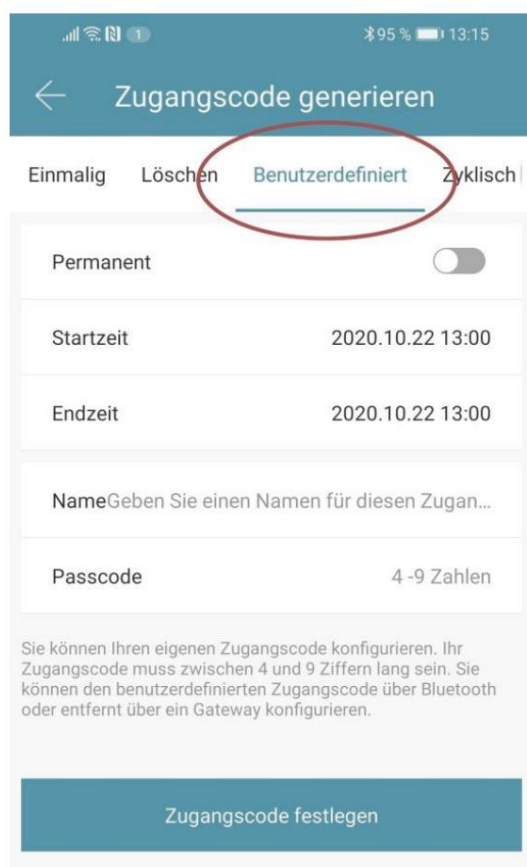 1 95 % 13:15
Zugangscode generieren
Einmalig Löschen Benutzerdefiniert Zyklisch
Permanent
Startzeit 2020.10.22 13:00
Endzeit 2020.10.22 13:00
NameGeben Sie einen Namen für diesen Zugan...
Passcode 4 -9 Zahlen
Sie können Ihren eigenen Zugangscode konfigurieren. Ihr
Zugangscode muss zwischen 4 und 9 Ziffern lang sein. Sie
können den benutzerdefinierten Zugangscode über Bluetooth
oder entfernt über ein Gateway konfigurieren.
Zugangscode festlegen